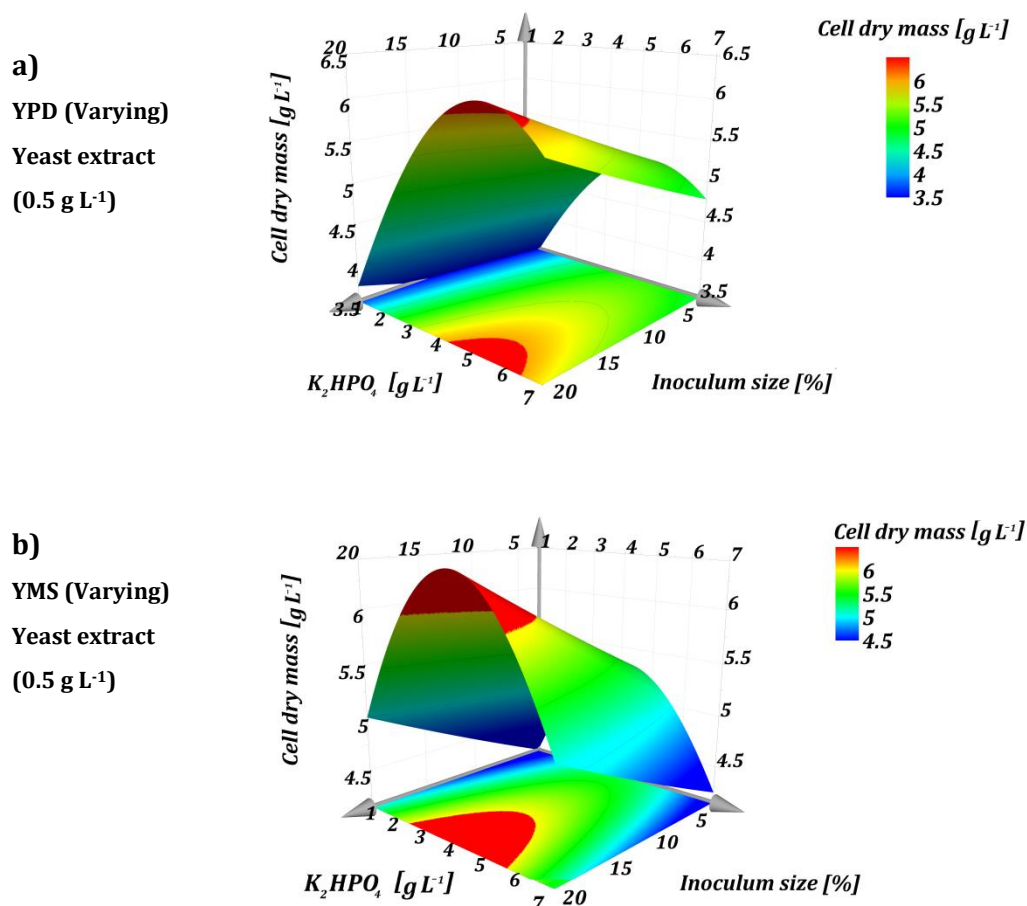 a)
YPD (Varying)
Yeast extract
(0.5 g L⁻¹)
20 15 10 5 1 2 3 4 5 6 7
6.5
6
5.5
5
4.5
4
3.5
Cell dry mass [g L⁻¹]
6.5
6
5.5
5
4.5
4
3.5
1 2 3 4 5 6 7
K₂HPO₄ [g L⁻¹]
20 15 10 5
Inoculum size [%]
Cell dry mass [g L⁻¹]
6
5.5
5
4.5
4
3.5
b)
YMS (Varying)
Yeast extract
(0.5 g L⁻¹)
20 15 10 5 1 2 3 4 5 6 7
6
5.5
5
4.5
Cell dry mass [g L⁻¹]
6
5.5
5
4.5
1 2 3 4 5 6 7
K₂HPO₄ [g L⁻¹]
20 15 10 5
Inoculum size [%]
Cell dry mass [g L⁻¹]
6
5.5
5
4.5